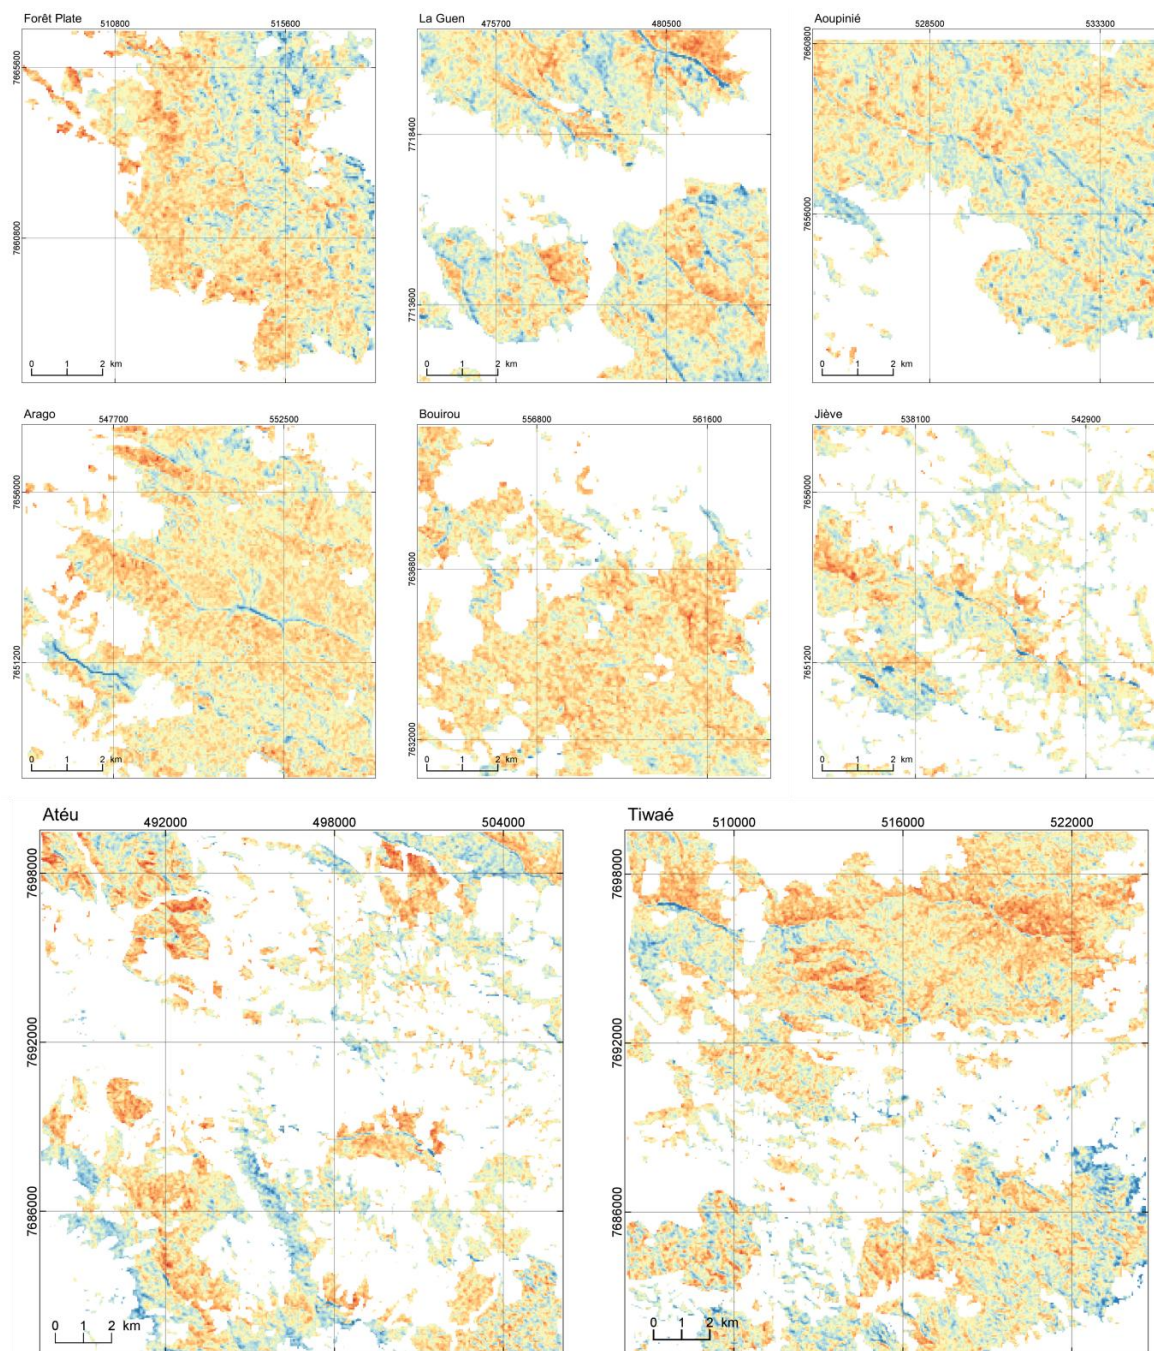 Forêt Plate
510800 515600
7665600
7660800
0 1 2 km
La Guen
475700 480500
7718400
7713600
0 1 2 km
Aoupinié
528500 533300
7660800
7656000
0 1 2 km
Arago
547700 552500
7656000
7651200
0 1 2 km
Bouirou
556800 561600
7636800
7632000
0 1 2 km
Jiève
538100 542900
7656000
7651200
0 1 2 km
Atéu
492000 498000 504000
7698000
7692000
7686000
0 1 2 km
Tiwaé
510000 516000 522000
7698000
7692000
7686000
0 1 2 km